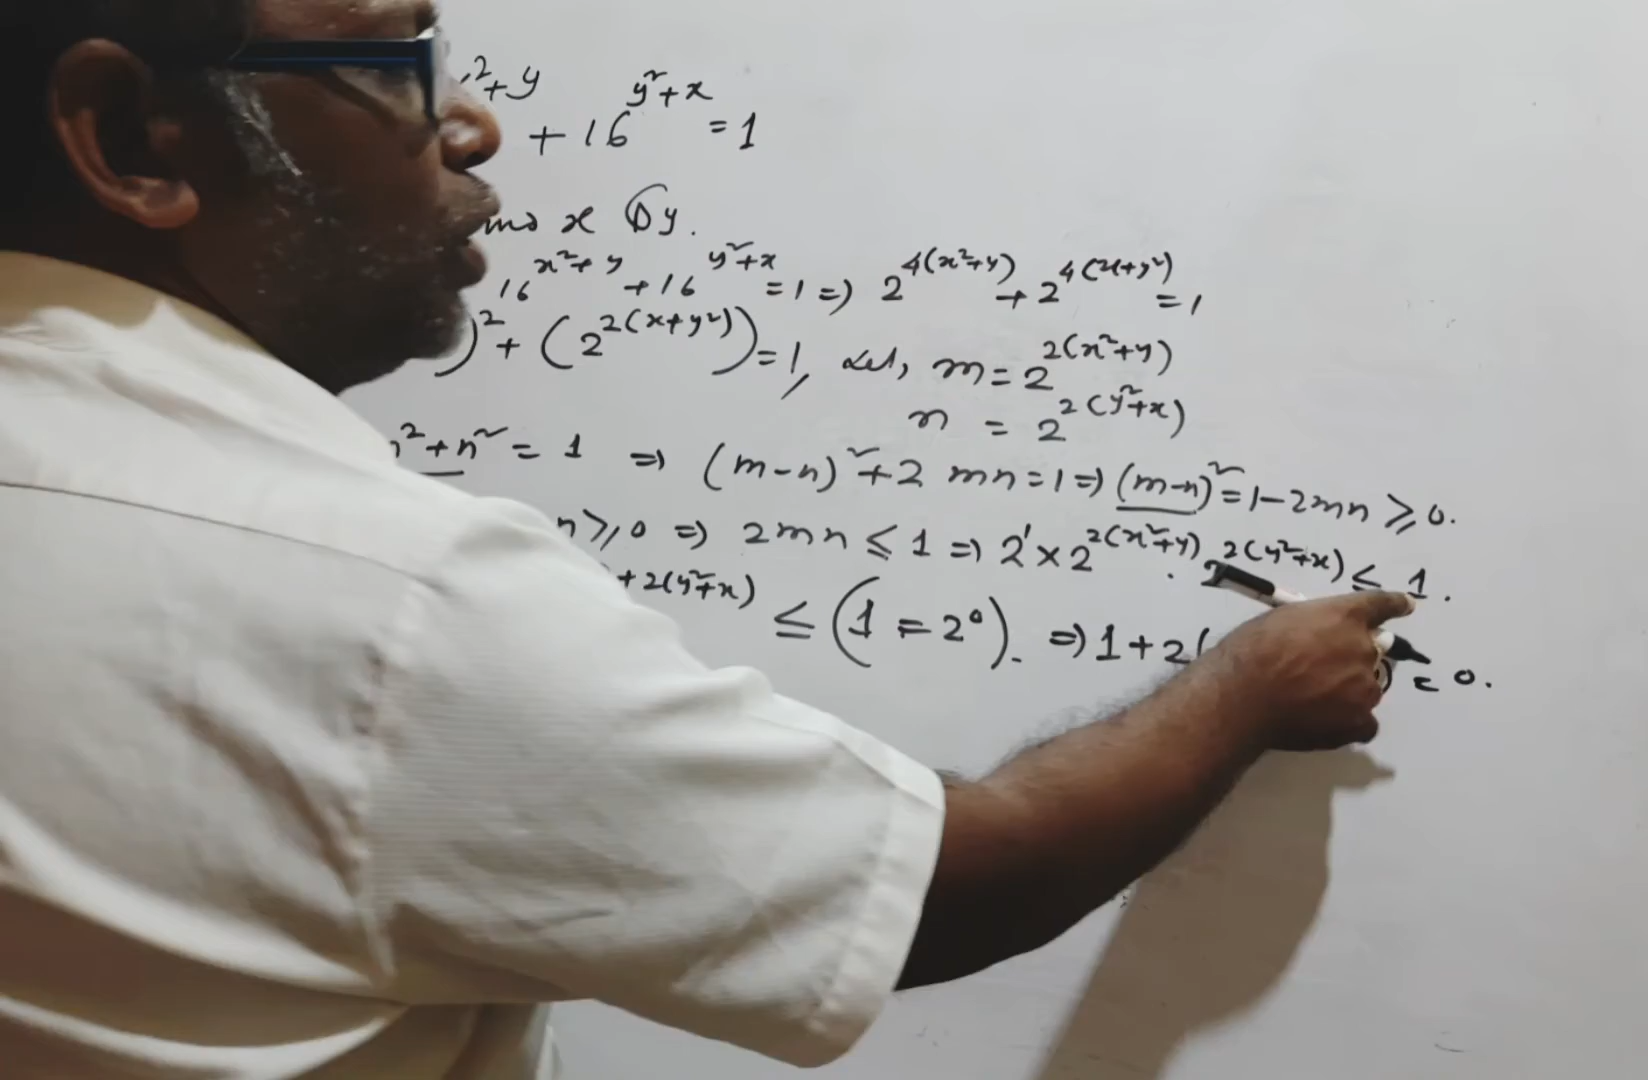 ²+y + 16^(y²+x) = 1
x & y.
16^(x²+y) + 16^(y²+x) = 1 ⇒ 2^(4(x²+y)) + 2^(4(x+y²)) = 1
)² + (2^(2(x+y²))) = 1, Let, m = 2^(2(x²+y))
n = 2^(2(y²+x))
² + n² = 1 ⇒ (m-n)² + 2mn = 1 ⇒ (m-n)² = 1-2mn ≥ 0.
n ≥ 0 ⇒ 2mn ≤ 1 ⇒ 2¹ × 2^(2(x²+y)) . 2^(2(y²+x)) ≤ 1.
+ 2(y²+x) ≤ (1 = 2⁰). ⇒ 1+2( ) = 0.